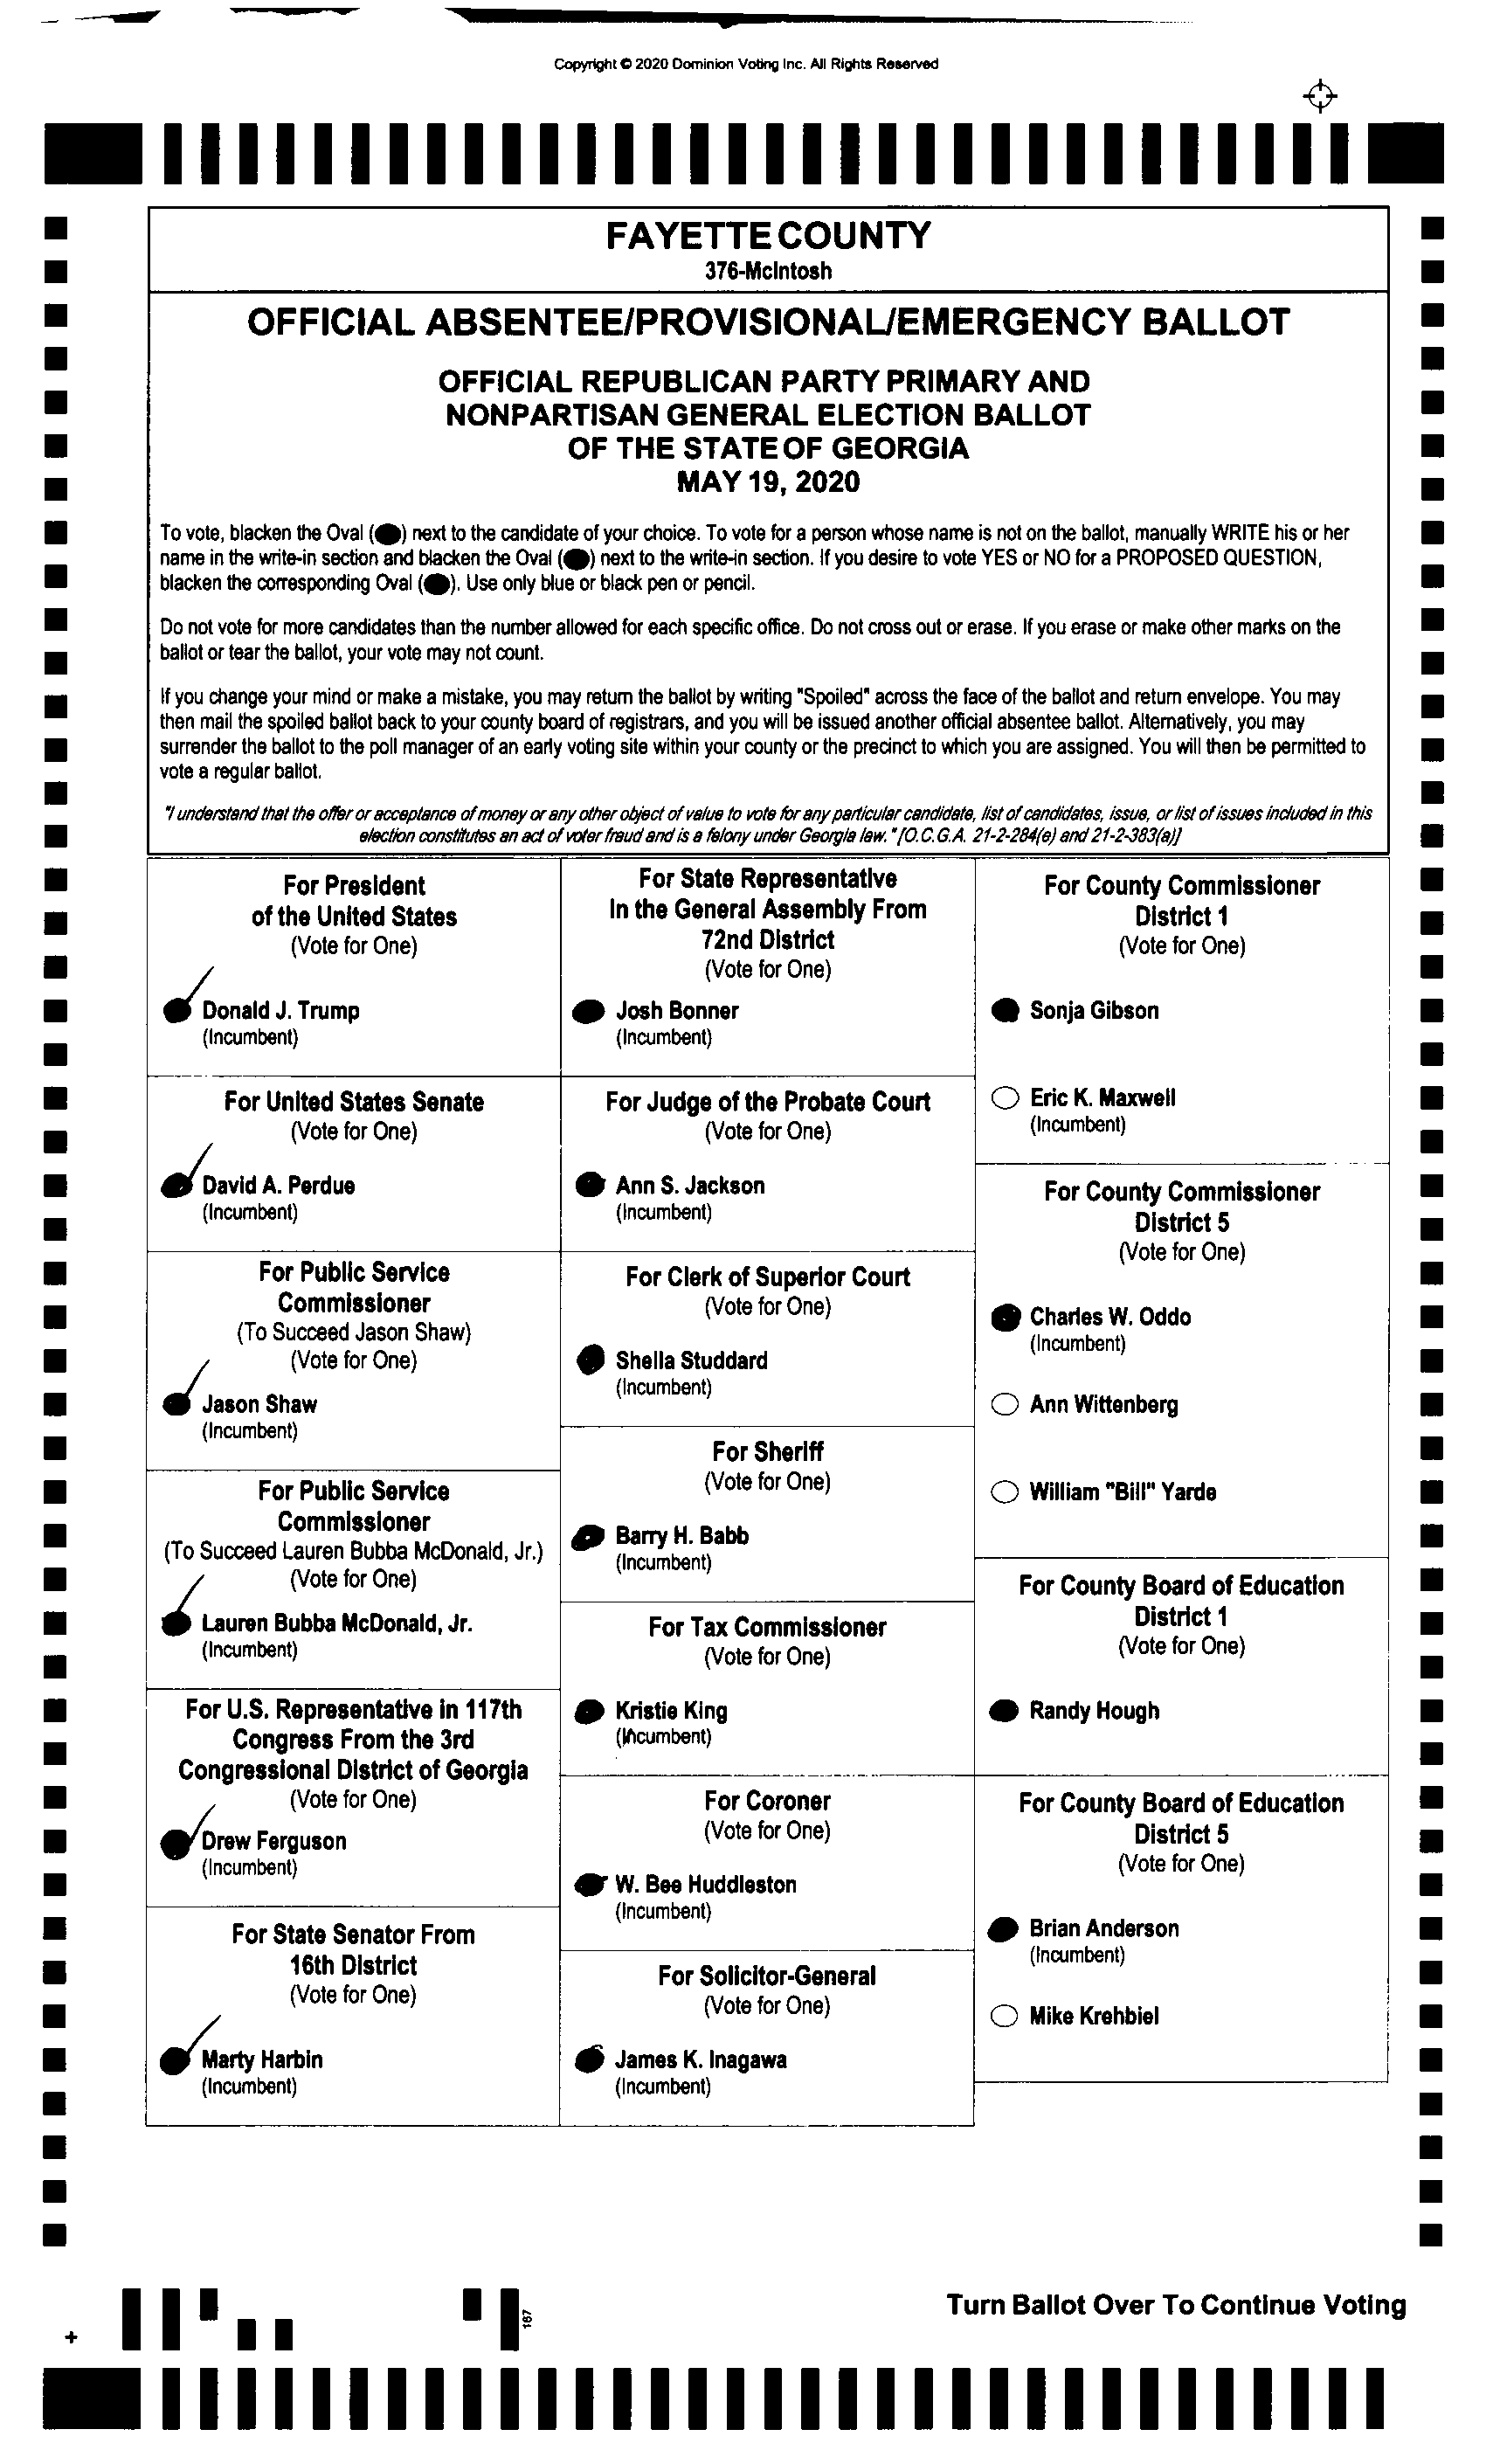 Copyright © 2020 Dominion Voting Inc. All Rights Reserved
FAYETTE COUNTY
376-McIntosh
OFFICIAL ABSENTEE/PROVISIONAL/EMERGENCY BALLOT
OFFICIAL REPUBLICAN PARTY PRIMARY AND
NONPARTISAN GENERAL ELECTION BALLOT
OF THE STATE OF GEORGIA
MAY 19, 2020
To vote, blacken the Oval ( ) next to the candidate of your choice. To vote for a person whose name is not on the ballot, manually WRITE his or her
name in the write-in section and blacken the Oval ( ) next to the write-in section. If you desire to vote YES or NO for a PROPOSED QUESTION,
blacken the corresponding Oval ( ). Use only blue or black pen or pencil.
Do not vote for more candidates than the number allowed for each specific office. Do not cross out or erase. If you erase or make other marks on the
ballot or tear the ballot, your vote may not count.
If you change your mind or make a mistake, you may return the ballot by writing "Spoiled" across the face of the ballot and return envelope. You may
then mail the spoiled ballot back to your county board of registrars, and you will be issued another official absentee ballot. Alternatively, you may
surrender the ballot to the poll manager of an early voting site within your county or the precinct to which you are assigned. You will then be permitted to
vote a regular ballot.
"I understand that the offer or acceptance of money or any other object of value to vote for any particular candidate, list of candidates, issue, or list of issues included in this
election constitutes an act of voter fraud and is a felony under Georgia law." [O.C.G.A. 21-2-284(e) and 21-2-383(a)]
For President
of the United States
(Vote for One)
Donald J. Trump
(Incumbent)
For United States Senate
(Vote for One)
David A. Perdue
(Incumbent)
For Public Service
Commissioner
(To Succeed Jason Shaw)
(Vote for One)
Jason Shaw
(Incumbent)
For Public Service
Commissioner
(To Succeed Lauren Bubba McDonald, Jr.)
(Vote for One)
Lauren Bubba McDonald, Jr.
(Incumbent)
For U.S. Representative in 117th
Congress From the 3rd
Congressional District of Georgia
(Vote for One)
Drew Ferguson
(Incumbent)
For State Senator From
16th District
(Vote for One)
Marty Harbin
(Incumbent)
For State Representative
In the General Assembly From
72nd District
(Vote for One)
Josh Bonner
(Incumbent)
For Judge of the Probate Court
(Vote for One)
Ann S. Jackson
(Incumbent)
For Clerk of Superior Court
(Vote for One)
Sheila Studdard
(Incumbent)
For Sheriff
(Vote for One)
Barry H. Babb
(Incumbent)
For Tax Commissioner
(Vote for One)
Kristie King
(Incumbent)
For Coroner
(Vote for One)
W. Bee Huddleston
(Incumbent)
For Solicitor-General
(Vote for One)
James K. Inagawa
(Incumbent)
For County Commissioner
District 1
(Vote for One)
Sonja Gibson
Eric K. Maxwell
(Incumbent)
For County Commissioner
District 5
(Vote for One)
Charles W. Oddo
(Incumbent)
Ann Wittenberg
William "Bill" Yarde
For County Board of Education
District 1
(Vote for One)
Randy Hough
For County Board of Education
District 5
(Vote for One)
Brian Anderson
(Incumbent)
Mike Krehbiel
Turn Ballot Over To Continue Voting
167